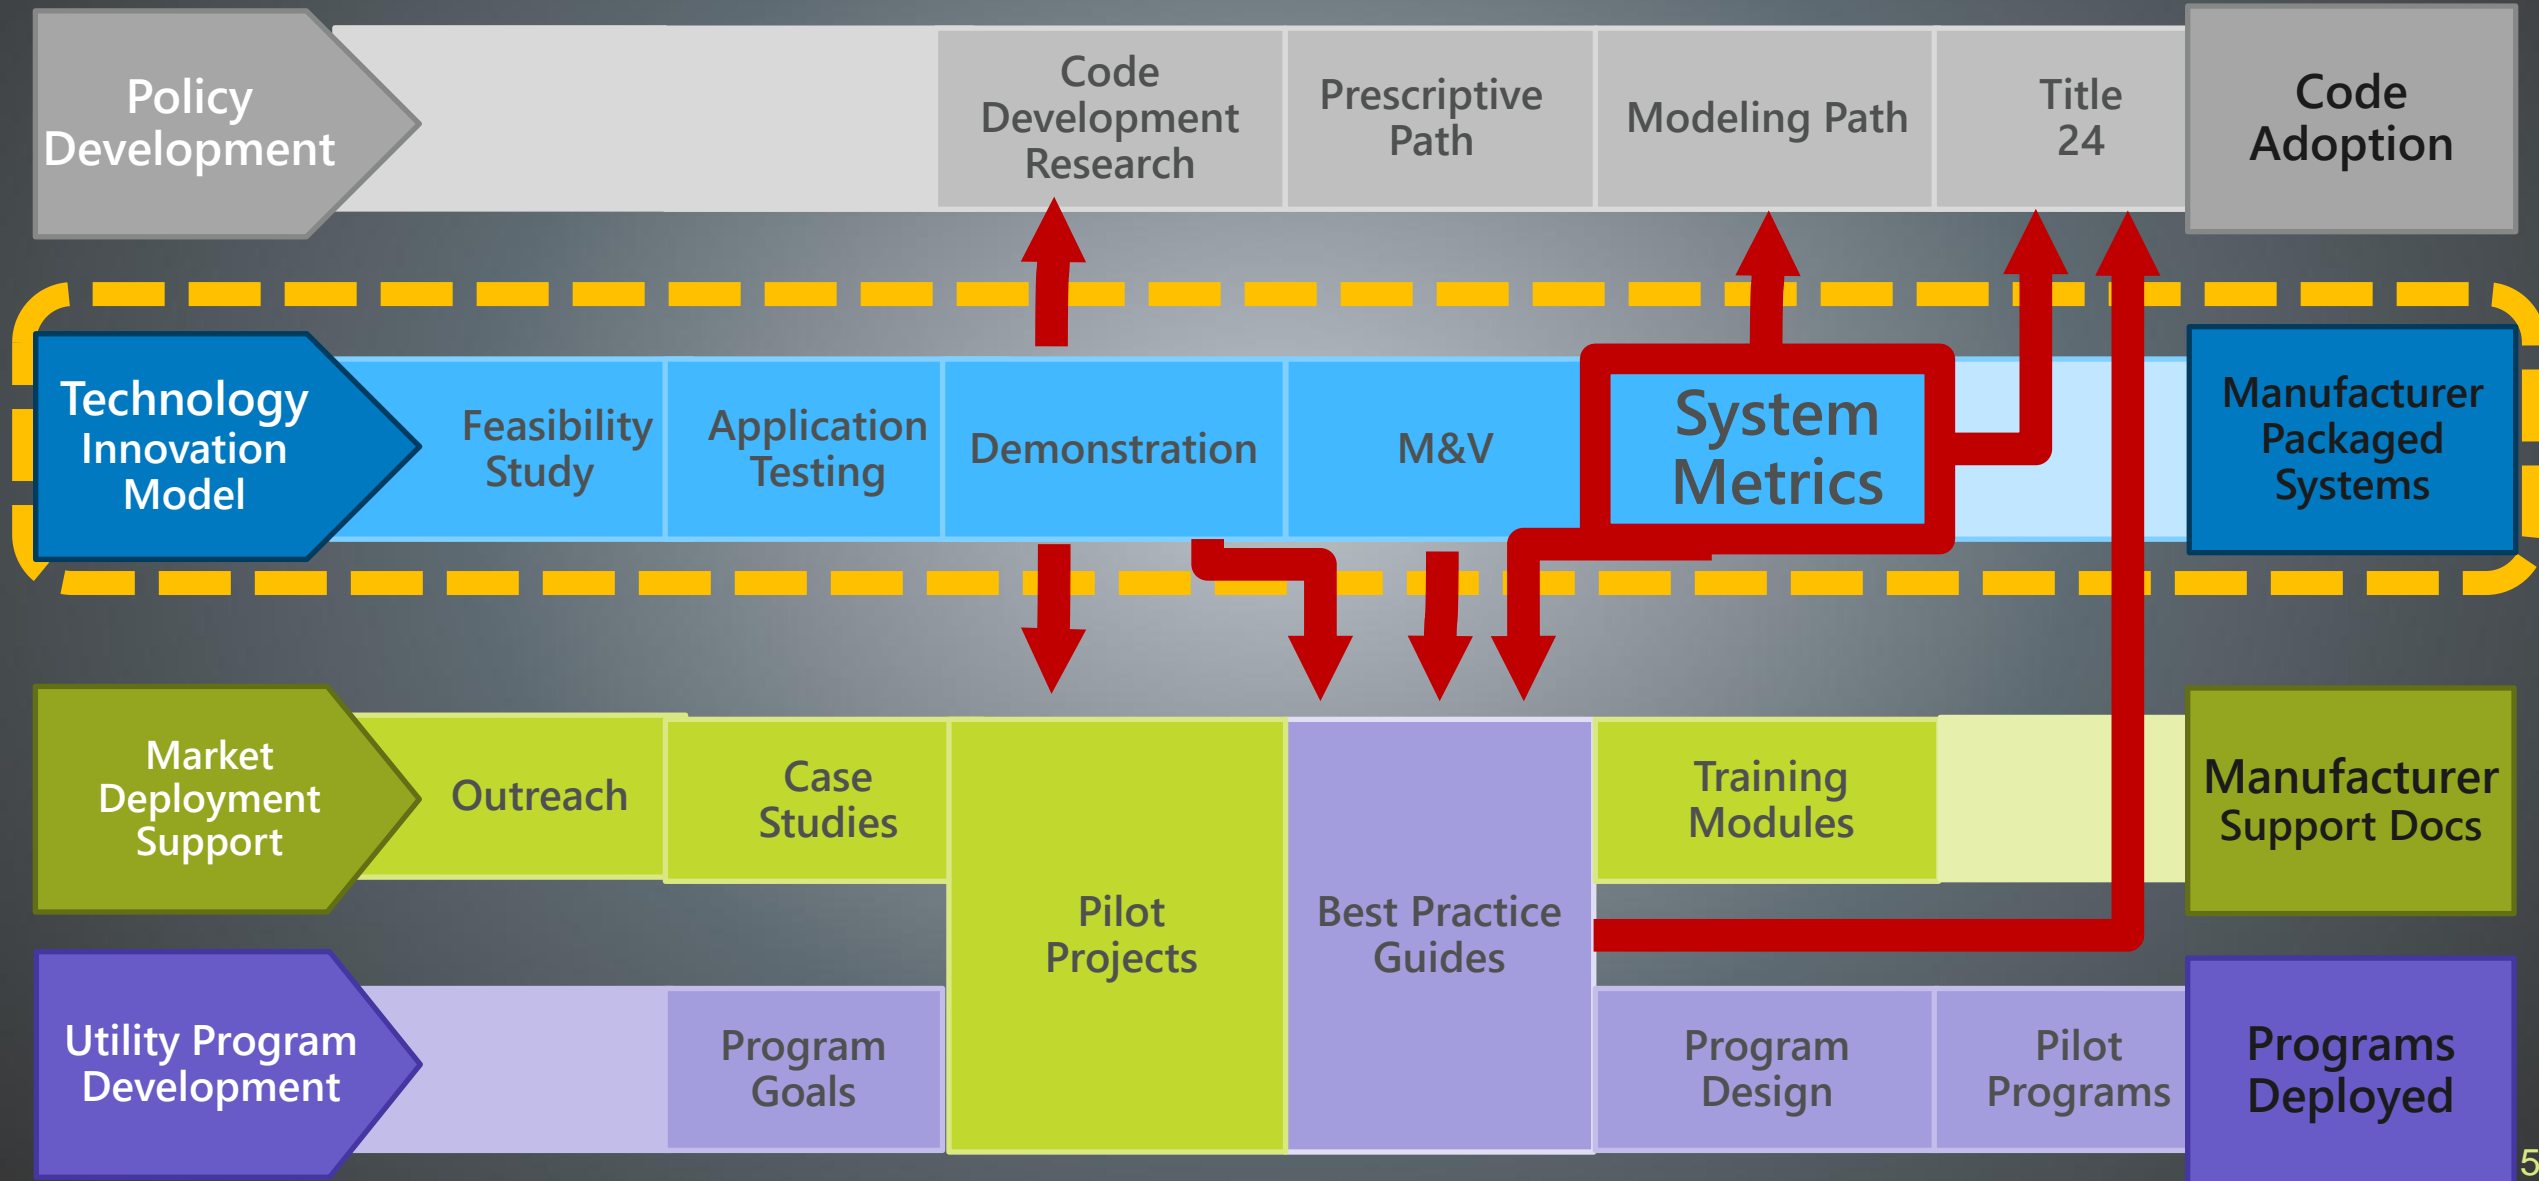 Policy
Development
Code
Development
Research
Prescriptive
Path
Modeling Path
Title
24
Code
Adoption
Technology
Innovation
Model
Feasibility
Study
Application
Testing
Demonstration
M&V
System
Metrics
Manufacturer
Packaged
Systems
Market
Deployment
Support
Outreach
Case
Studies
Pilot
Projects
Best Practice
Guides
Training
Modules
Manufacturer
Support Docs
Utility Program
Development
Program
Goals
Program
Design
Pilot
Programs
Programs
Deployed
5